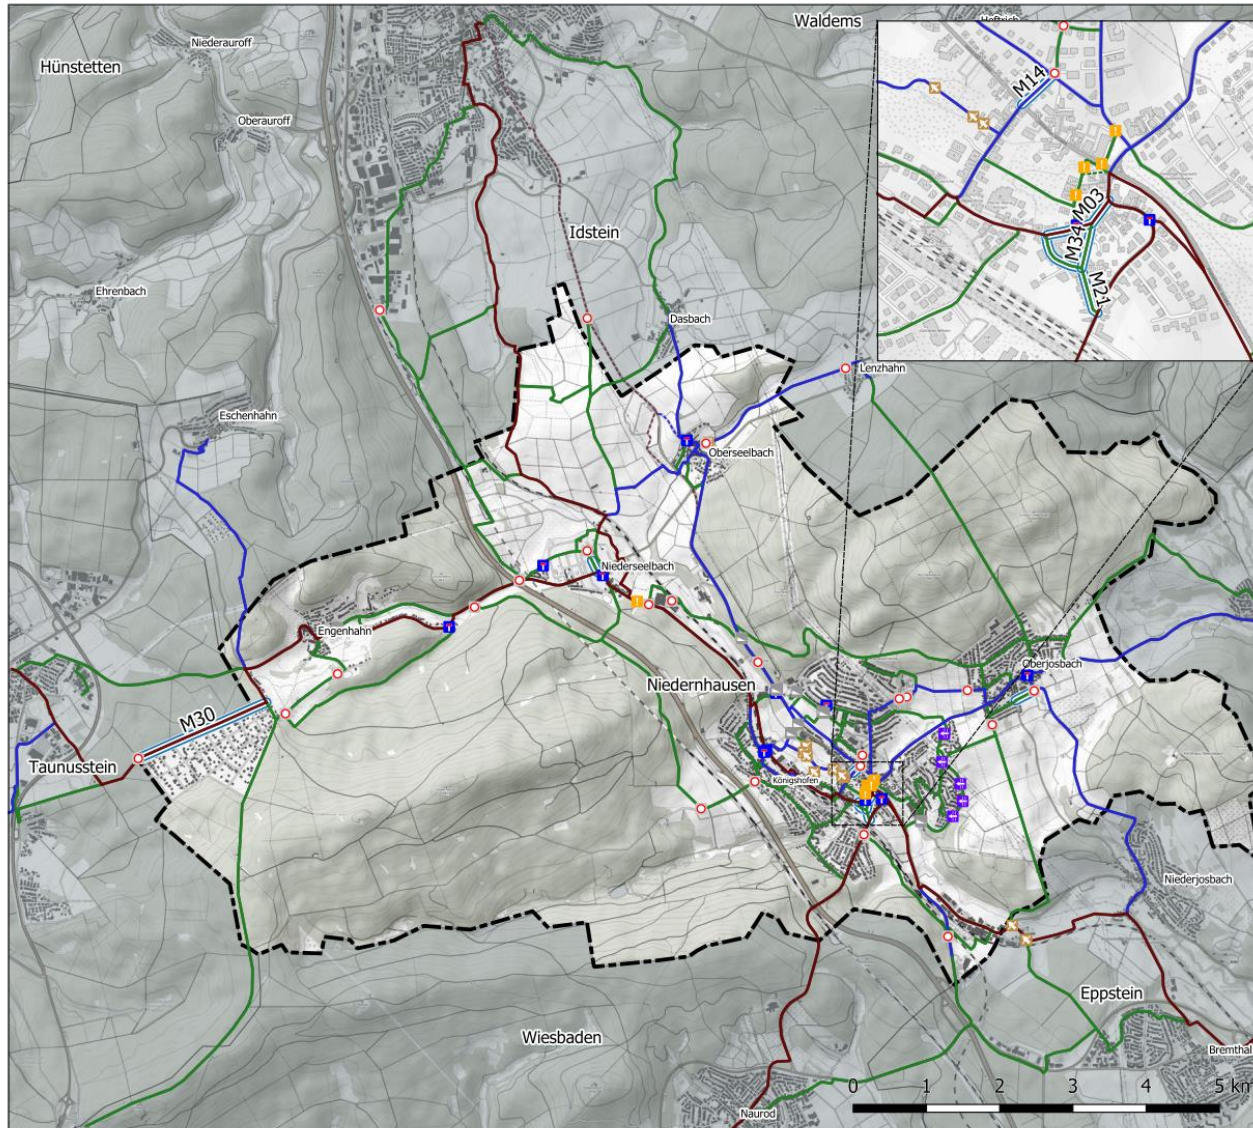 Waldems
Niederauroff
Hünstetten
Oberauroff
M14
M03
M34
M21
Idstein
Ehrenbach
Dasbach
Lenzhahn
Eschenhahn
Oberseelbach
Niederseelbach
Engenhahn
Oberjosbach
Niedernhausen
M30
Taunusstein
Königshofen
Niederjosbach
Eppstein
Wiesbaden
Bremthal
Naurod
0 1 2 3 4 5 km